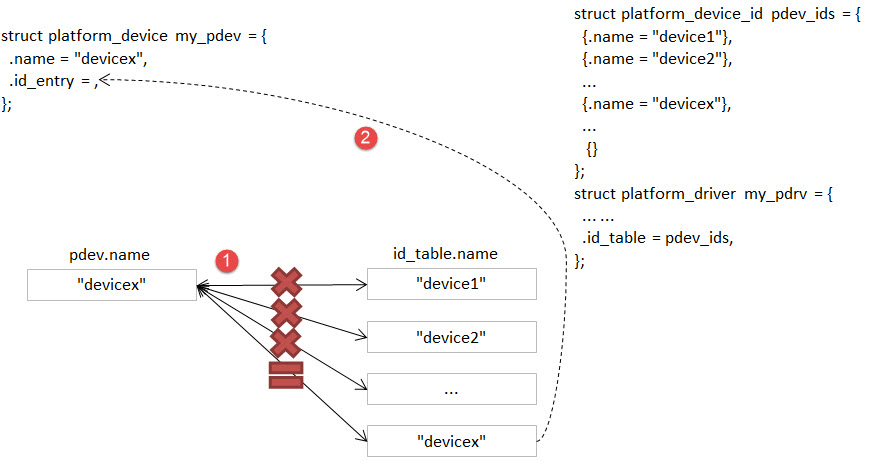 struct platform_device my_pdev = {
.name = "devicex",
.id_entry = ,
};
struct platform_device_id pdev_ids = {
{.name = "device1"},
{.name = "device2"},
...
{.name = "devicex"},
...
{}
};
struct platform_driver my_pdrv = {
... ...
.id_table = pdev_ids,
};
2
1
pdev.name
"devicex"
id_table.name
"device1"
"device2"
...
"devicex"